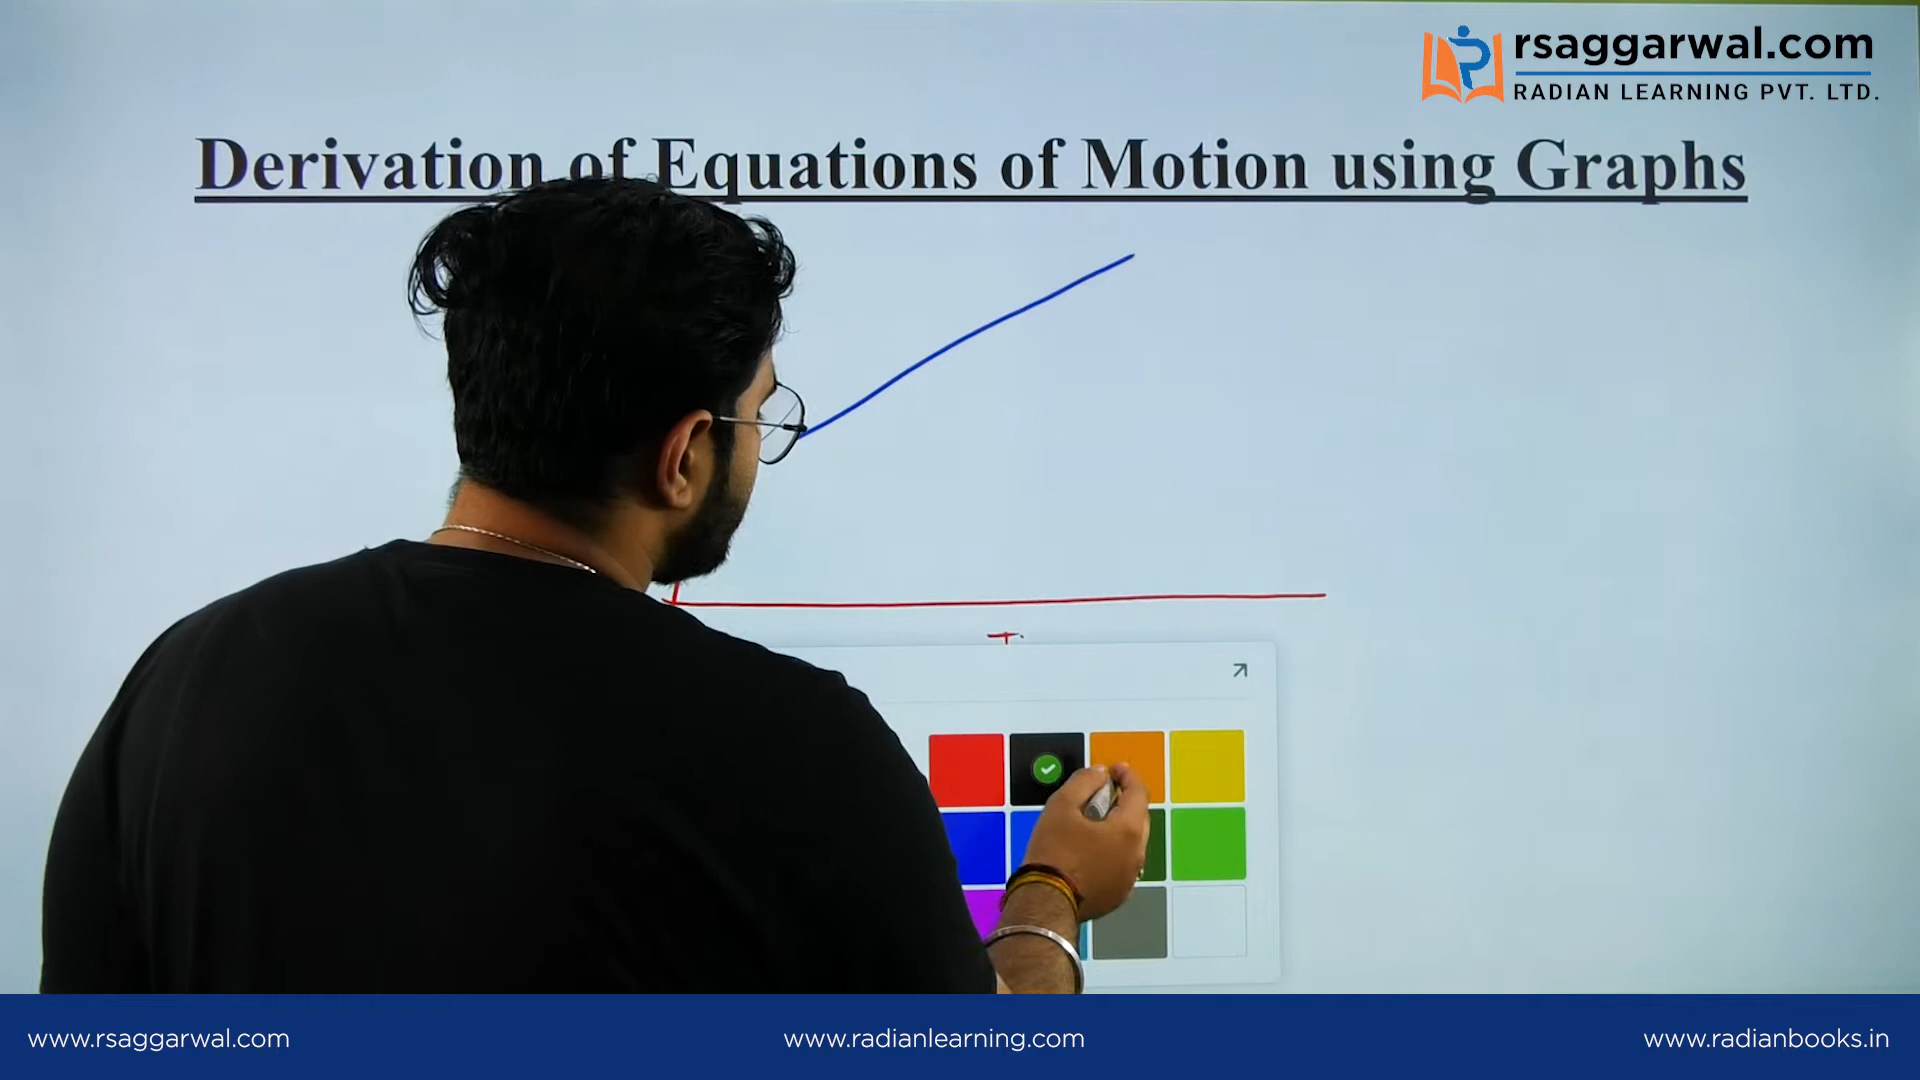 rsaggarwal.com
RADIAN LEARNING PVT. LTD.
Derivation of Equations of Motion using Graphs
www.rsaggarwal.com
www.radianlearning.com
www.radianbooks.in